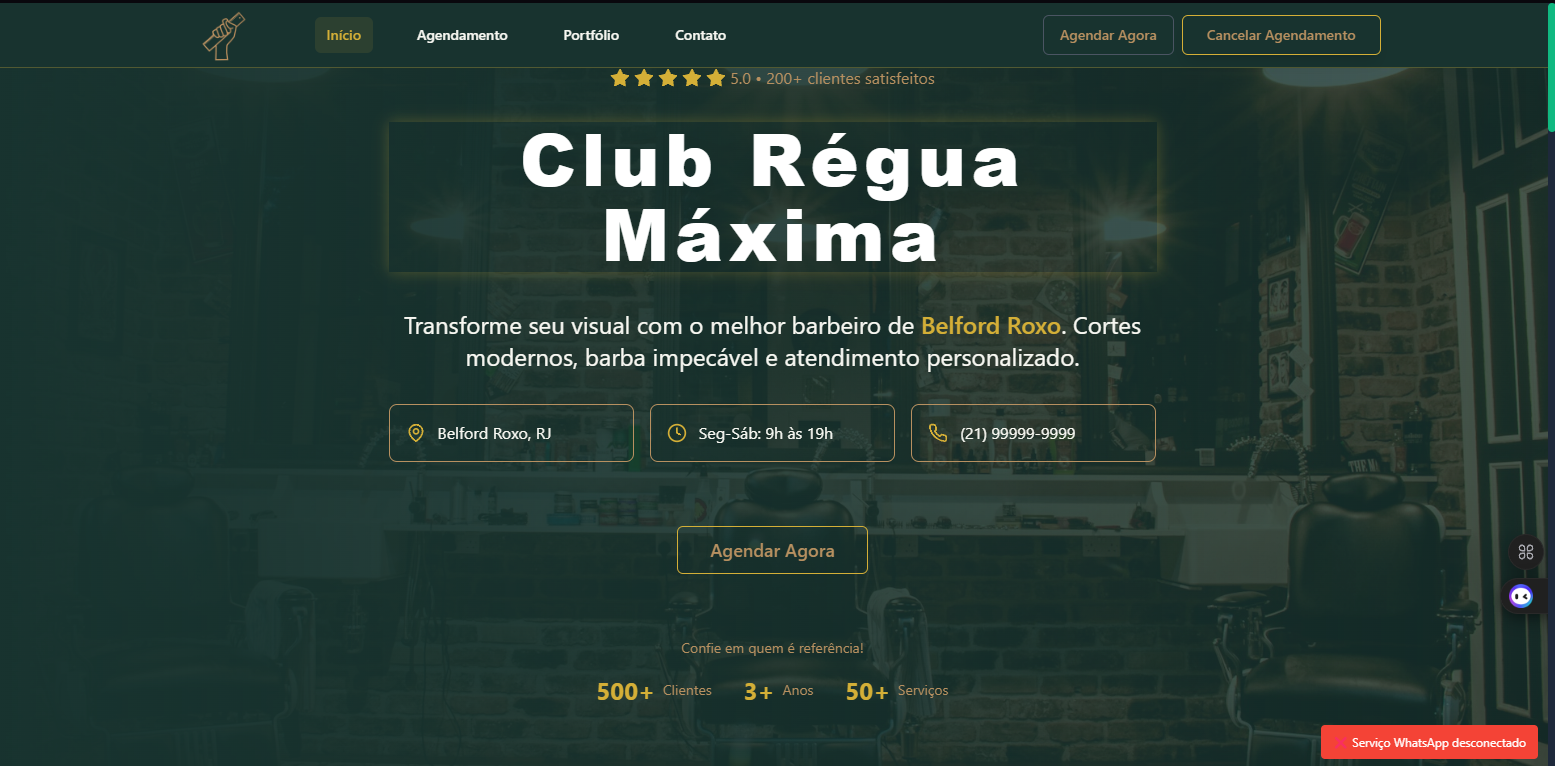 Início
Agendamento
Portfólio
Contato
Agendar Agora
Cancelar Agendamento
5.0 • 200+ clientes satisfeitos
Club Régua
Máxima
Transforme seu visual com o melhor barbeiro de Belford Roxo. Cortes
modernos, barba impecável e atendimento personalizado.
Belford Roxo, RJ
Seg-Sáb: 9h às 19h
(21) 99999-9999
Agendar Agora
Confie em quem é referência!
500+ Clientes
3+ Anos
50+ Serviços
Serviço WhatsApp desconectado